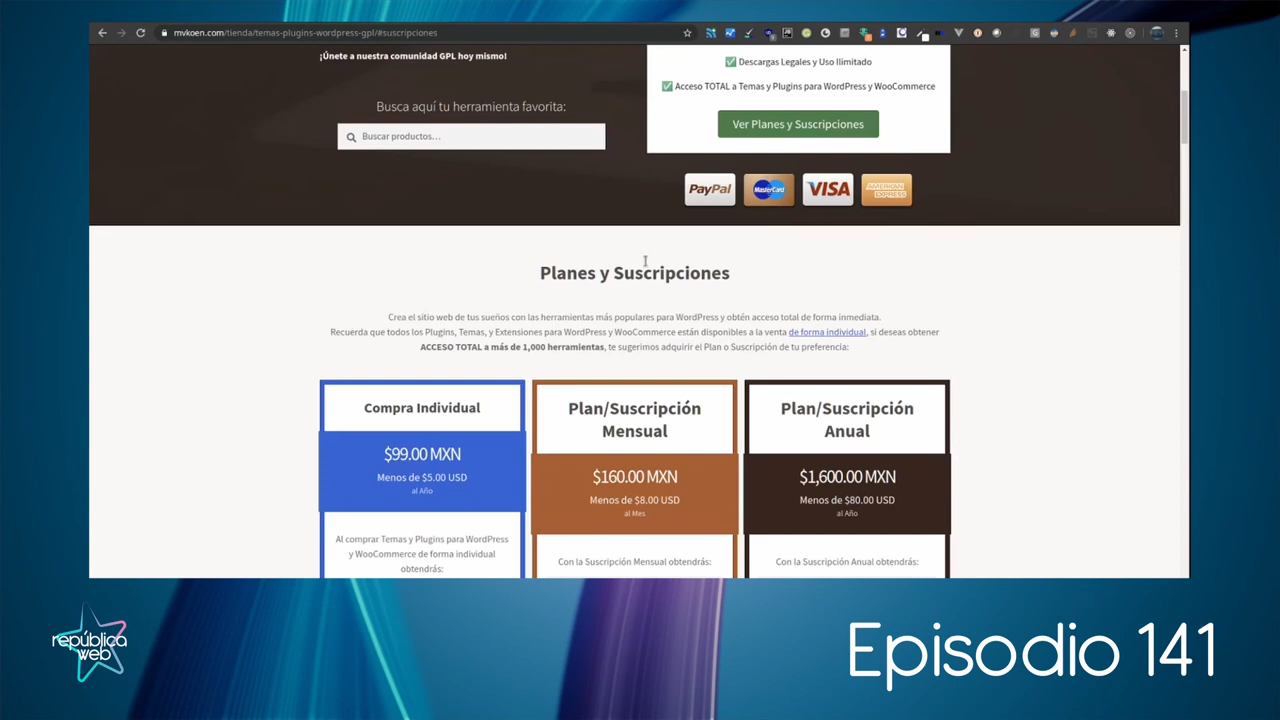 mvkoen.com/tienda/temas-plugins-wordpress-gpl/#suscripciones
¡Únete a nuestra comunidad GPL hoy mismo!
Busca aquí tu herramienta favorita:
Buscar productos...
Descargas Legales y Uso Ilimitado
Acceso TOTAL a Temas y Plugins para WordPress y WooCommerce
Ver Planes y Suscripciones
PayPal
MasterCard
VISA
AMERICAN
EXPRESS
Planes y Suscripciones
Crea el sitio web de tus sueños con las herramientas más populares para WordPress y obtén acceso total de forma inmediata.
Recuerda que todos los Plugins, Temas, y Extensiones para WordPress y WooCommerce están disponibles a la venta de forma individual, si deseas obtener
ACCESO TOTAL a más de 1,000 herramientas, te sugerimos adquirir el Plan o Suscripción de tu preferencia:
Compra Individual
$99.00 MXN
Menos de $5.00 USD
al Año
Al comprar Temas y Plugins para WordPress
y WooCommerce de forma individual
obtendrás:
Plan/Suscripción
Mensual
$160.00 MXN
Menos de $8.00 USD
al Mes
Con la Suscripción Mensual obtendrás:
Plan/Suscripción
Anual
$1,600.00 MXN
Menos de $80.00 USD
al Año
Con la Suscripción Anual obtendrás:
república
web
Episodio 141